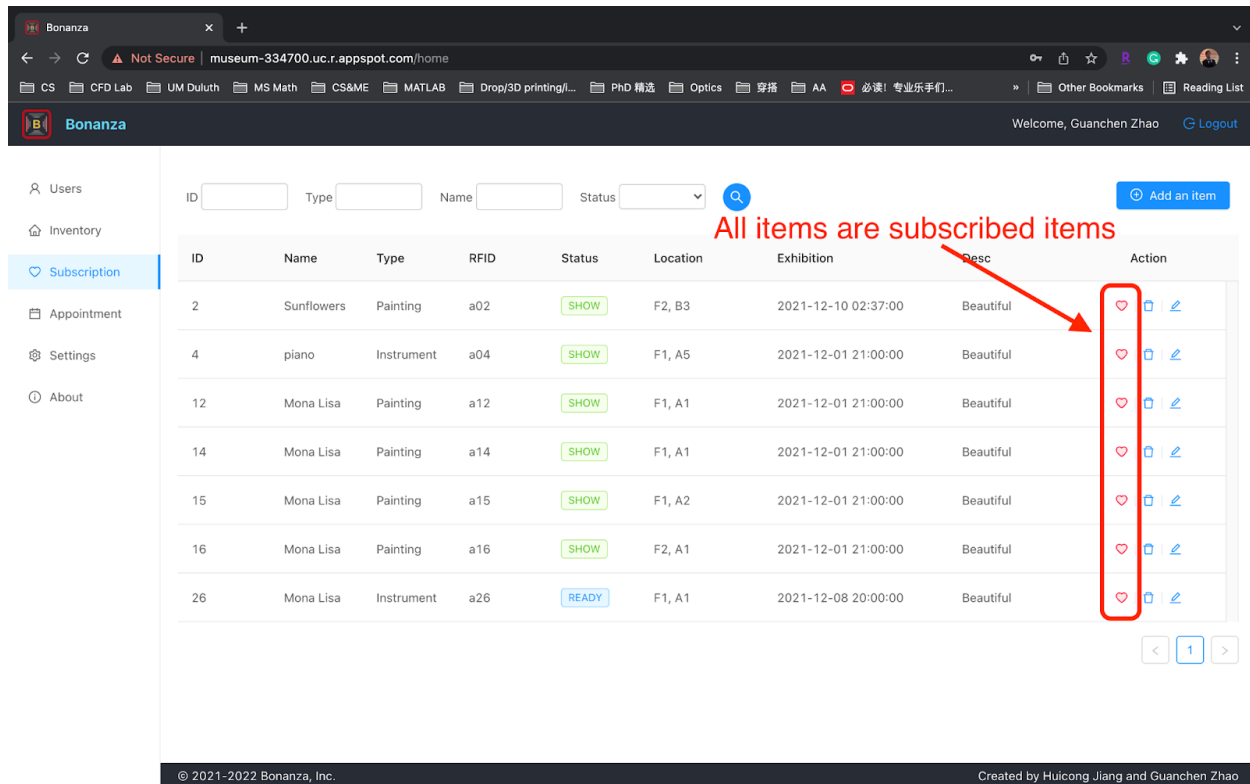 Bonanza
Not Secure | museum-334700.uc.r.appspot.com/home
CS CFD Lab UM Duluth MS Math CS&ME MATLAB Drop/3D printing/i... PhD 精选 Optics 穿搭 AA 必读！专业乐手们... » Other Bookmarks Reading List
B Bonanza Welcome, Guanchen Zhao Logout
Users
Inventory
Subscription
Appointment
Settings
About
ID Type Name Status Add an item
All items are subscribed items
ID Name Type RFID Status Location Exhibition Desc Action
2 Sunflowers Painting a02 SHOW F2, B3 2021-12-10 02:37:00 Beautiful
4 piano Instrument a04 SHOW F1, A5 2021-12-01 21:00:00 Beautiful
12 Mona Lisa Painting a12 SHOW F1, A1 2021-12-01 21:00:00 Beautiful
14 Mona Lisa Painting a14 SHOW F1, A1 2021-12-01 21:00:00 Beautiful
15 Mona Lisa Painting a15 SHOW F1, A2 2021-12-01 21:00:00 Beautiful
16 Mona Lisa Painting a16 SHOW F2, A1 2021-12-01 21:00:00 Beautiful
26 Mona Lisa Instrument a26 READY F1, A1 2021-12-08 20:00:00 Beautiful
< 1 >
© 2021-2022 Bonanza, Inc. Created by Huicong Jiang and Guanchen Zhao